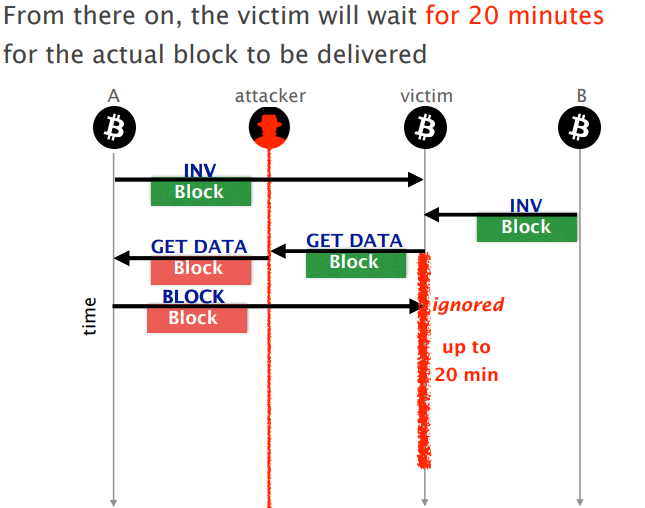 From there on, the victim will wait for 20 minutes
for the actual block to be delivered
A attacker victim B
INV
Block
INV
Block
GET DATA
Block
GET DATA
Block
BLOCK
Block
ignored
up to
20 min
time